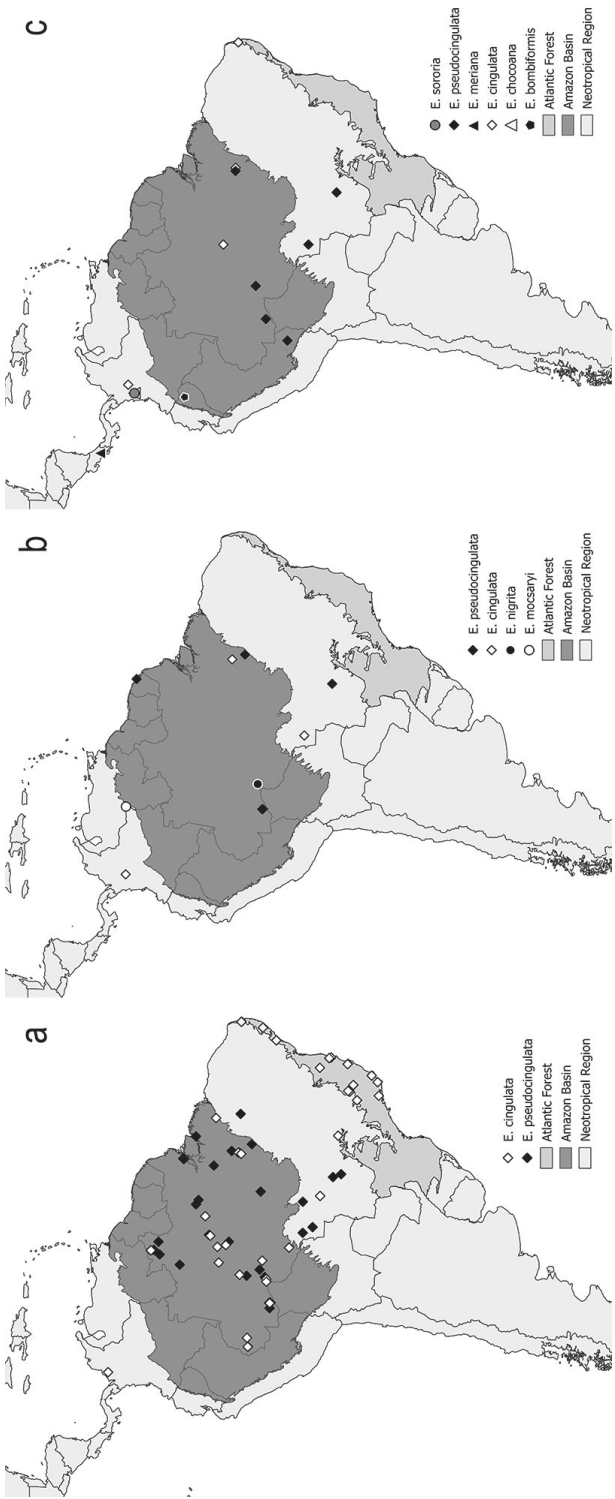 a
E. cingulata
E. pseudocingulata
Atlantic Forest
Amazon Basin
Neotropical Region
b
E. pseudocingulata
E. cingulata
E. nigrita
E. mocsaryi
Atlantic Forest
Amazon Basin
Neotropical Region
c
E. sororia
E. pseudocingulata
E. meriana
E. cingulata
E. chocoana
E. bombiformis
Atlantic Forest
Amazon Basin
Neotropical Region